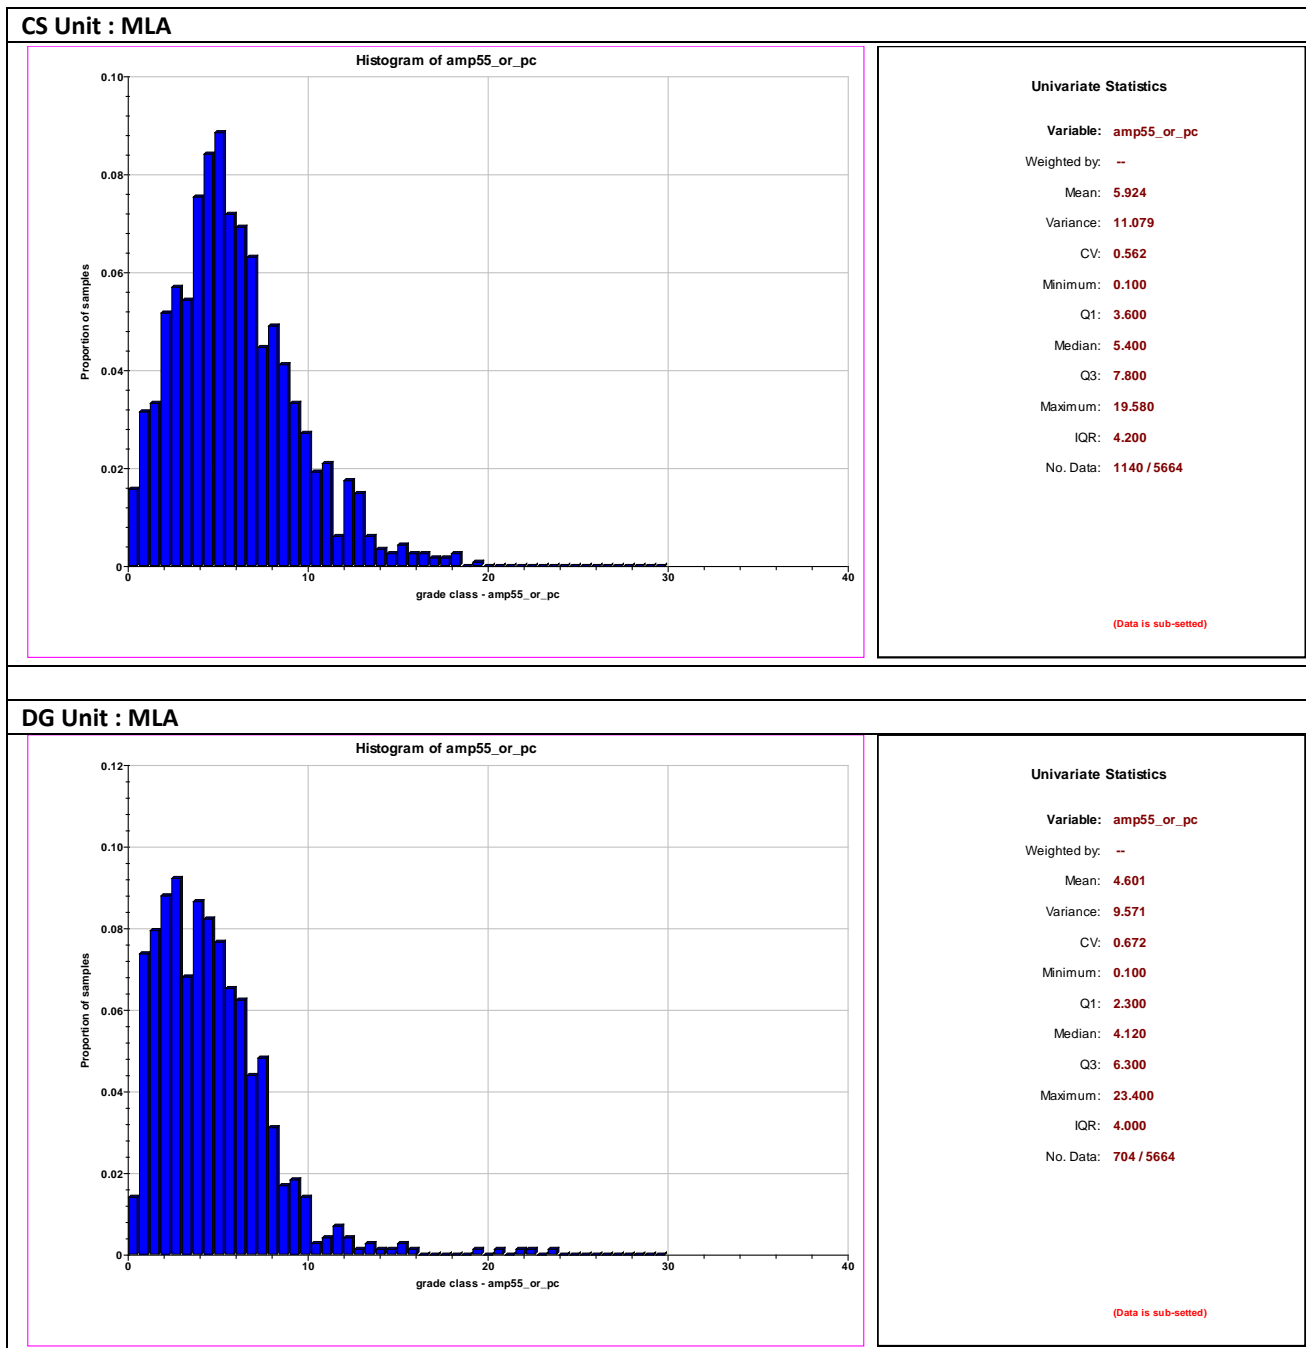 CS Unit : MLA
Histogram of amp55_or_pc
0.10
0.08
0.06
0.04
0.02
0
Proportion of samples
0 10 20 30 40
grade class - amp55_or_pc
Univariate Statistics
Variable: amp55_or_pc
Weighted by: --
Mean: 5.924
Variance: 11.079
CV: 0.562
Minimum: 0.100
Q1: 3.600
Median: 5.400
Q3: 7.800
Maximum: 19.580
IQR: 4.200
No. Data: 1140 / 5664
(Data is sub-setted)
DG Unit : MLA
Histogram of amp55_or_pc
0.12
0.10
0.08
0.06
0.04
0.02
0
Proportion of samples
0 10 20 30 40
grade class - amp55_or_pc
Univariate Statistics
Variable: amp55_or_pc
Weighted by: --
Mean: 4.601
Variance: 9.571
CV: 0.672
Minimum: 0.100
Q1: 2.300
Median: 4.120
Q3: 6.300
Maximum: 23.400
IQR: 4.000
No. Data: 704 / 5664
(Data is sub-setted)